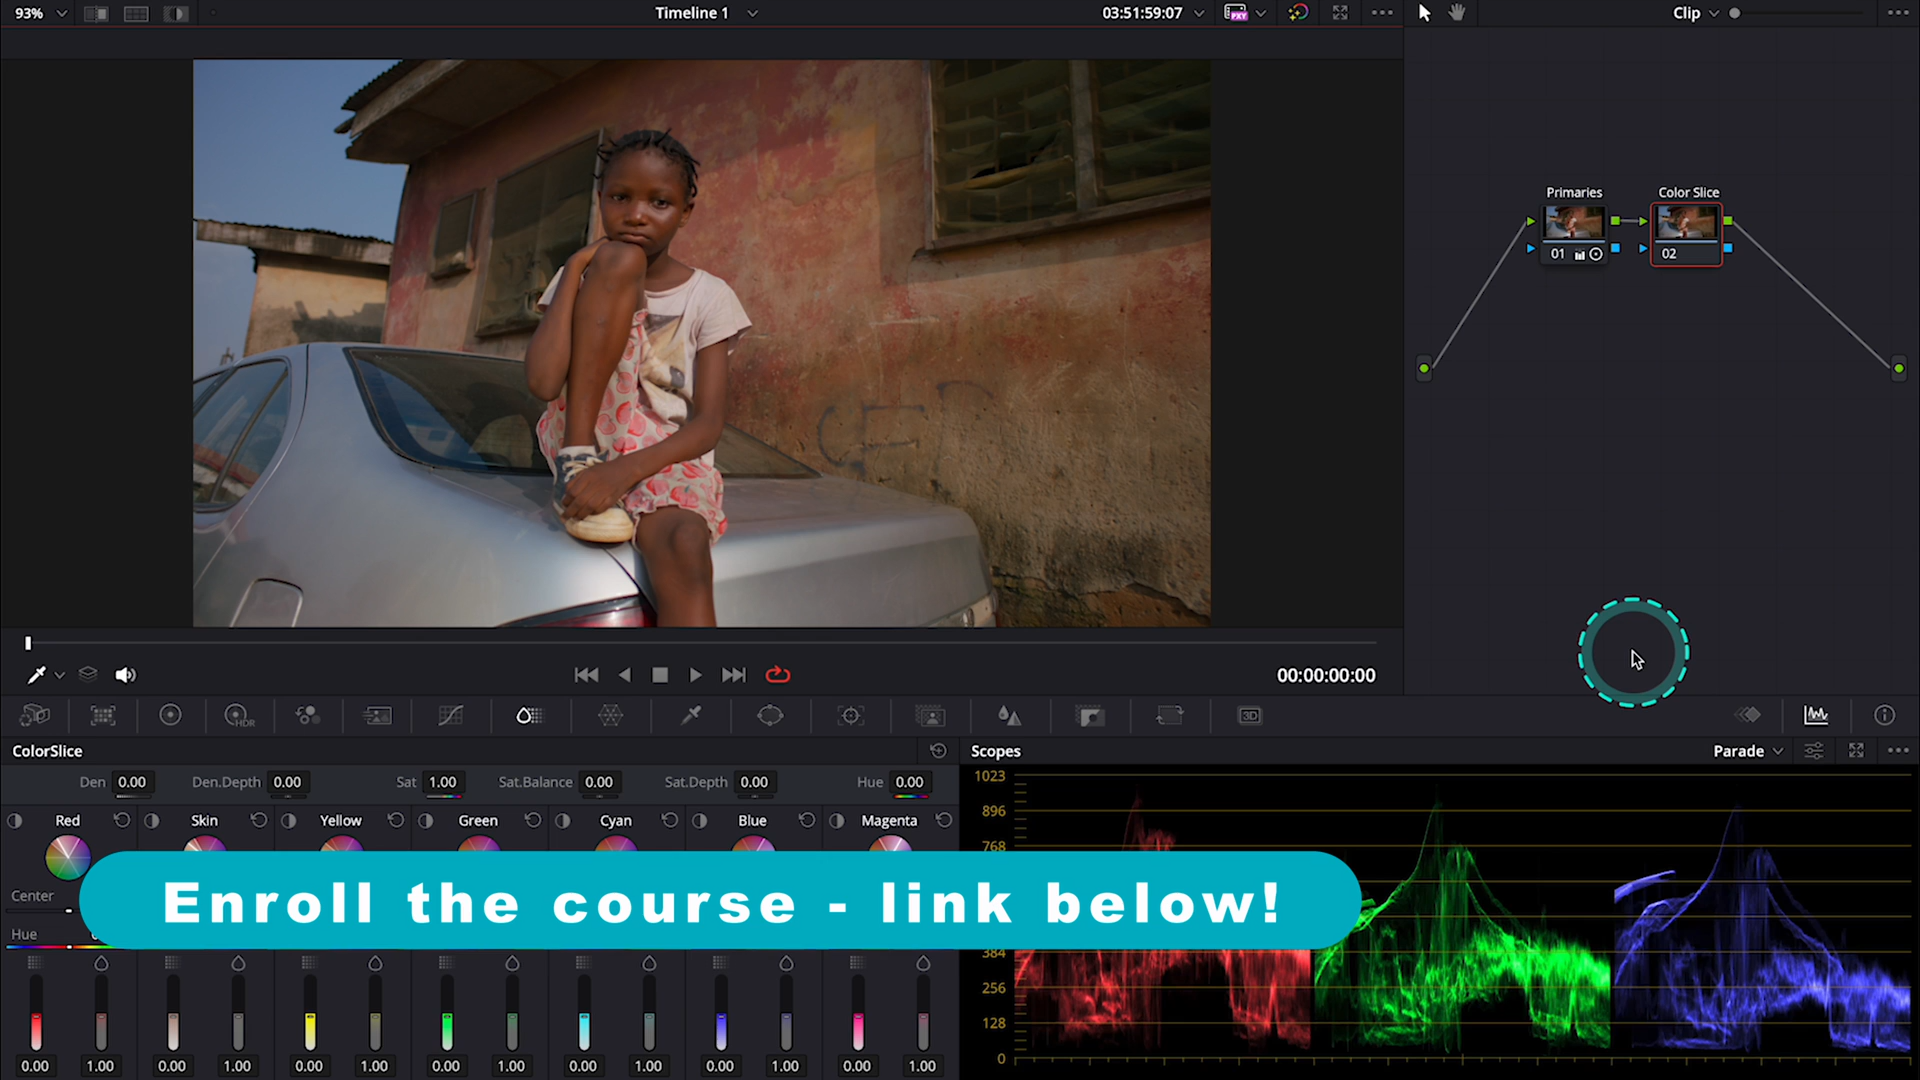 93%
Timeline 1
03:51:59:07
PXY
Clip
Primaries
Color Slice
01
02
00:00:00:00
HDR
3D
ColorSlice
Scopes
Parade
Den 0.00 Den.Depth 0.00 Sat 1.00 Sat.Balance 0.00 Sat.Depth 0.00 Hue 0.00
Red Skin Yellow Green Cyan Blue Magenta
Center
Hue
Enroll the course - link below!
1023
896
768
384
256
128
0
0.00 1.00 0.00 1.00 0.00 1.00 0.00 1.00 0.00 1.00 0.00 1.00 0.00 1.00